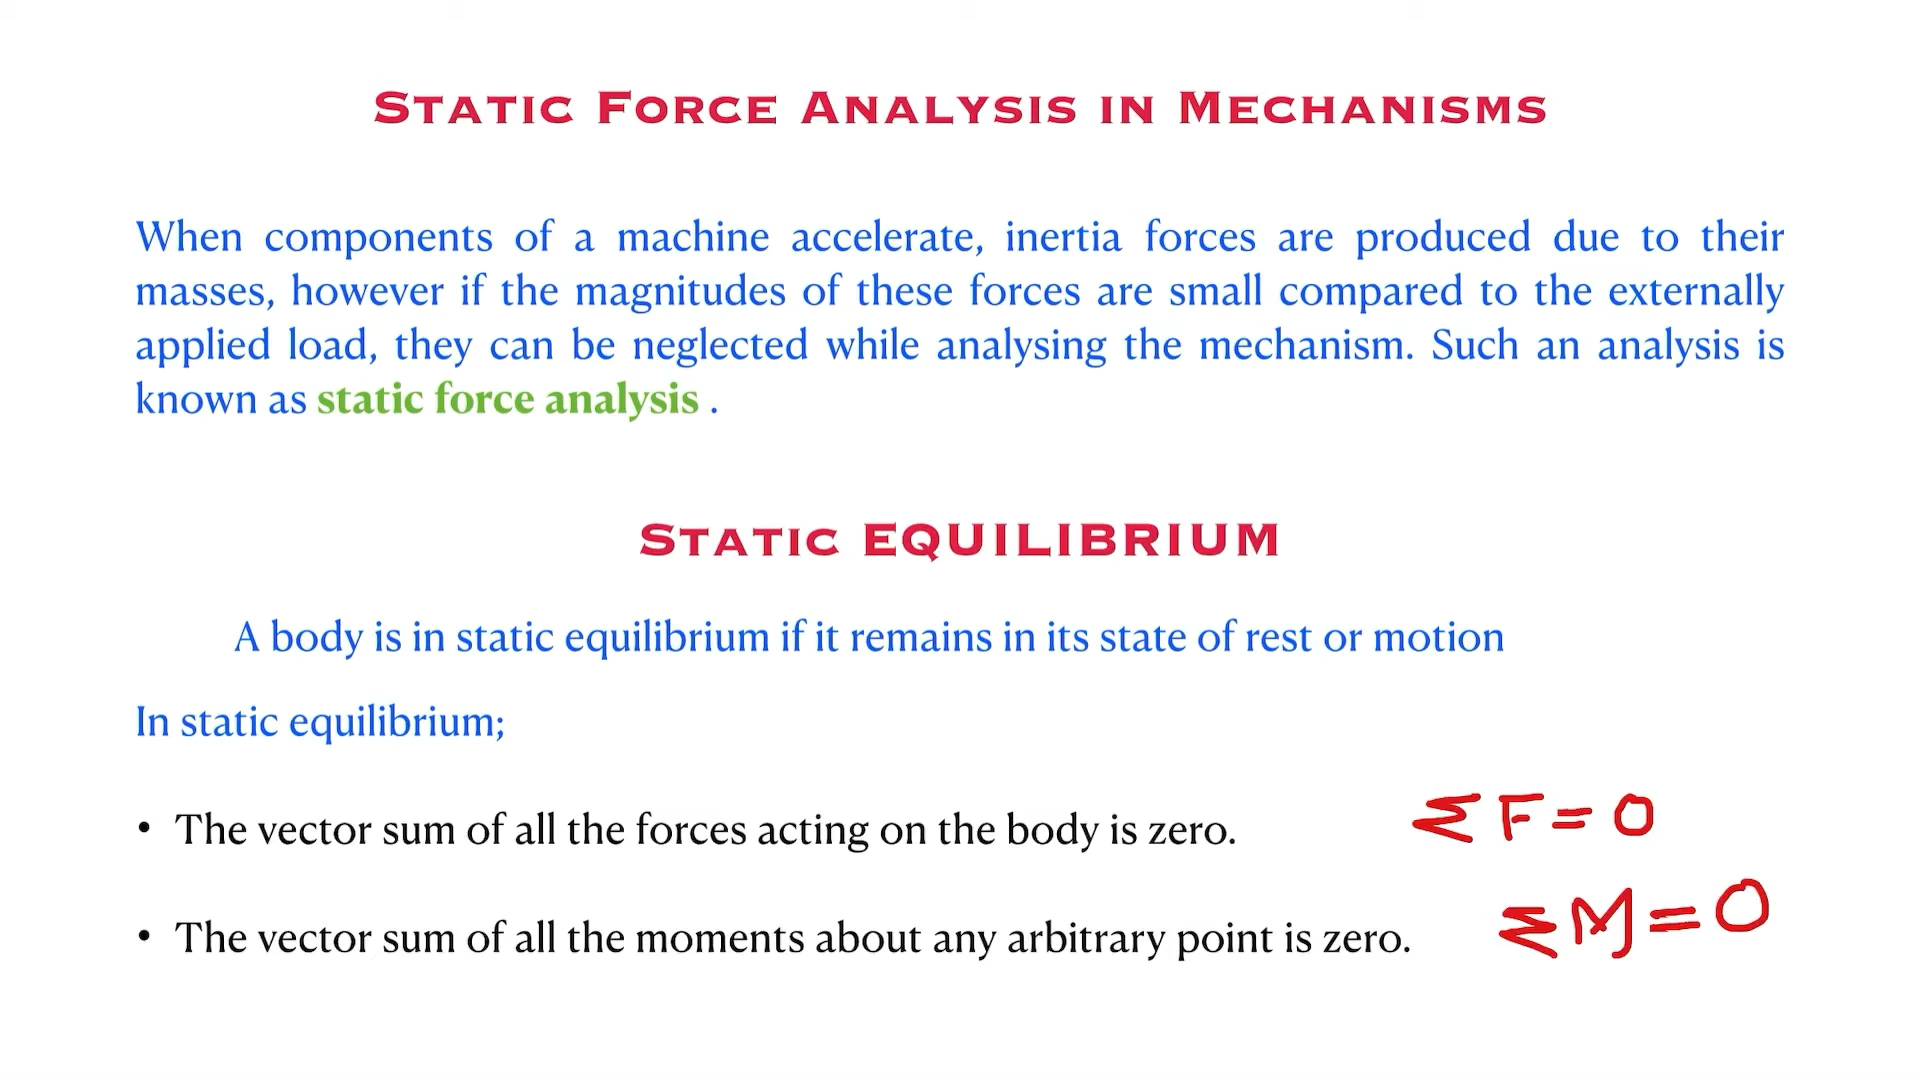 STATIC FORCE ANALYSIS IN MECHANISMS
When components of a machine accelerate, inertia forces are produced due to their
masses, however if the magnitudes of these forces are small compared to the externally
applied load, they can be neglected while analysing the mechanism. Such an analysis is
known as static force analysis .
STATIC EQUILIBRIUM
A body is in static equilibrium if it remains in its state of rest or motion
In static equilibrium;
• The vector sum of all the forces acting on the body is zero. ΣF=0
• The vector sum of all the moments about any arbitrary point is zero. ΣM=0